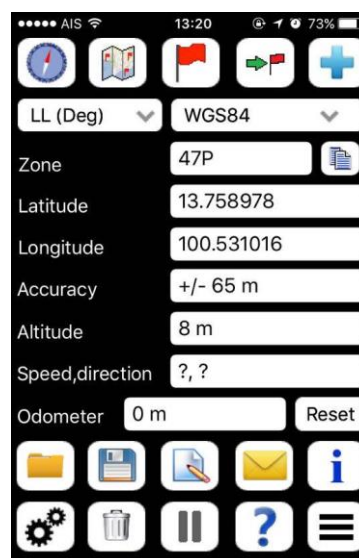 AIS 13:20 73%
LL (Deg) WGS84
Zone 47P
Latitude 13.758978
Longitude 100.531016
Accuracy +/- 65 m
Altitude 8 m
Speed,direction ?, ?
Odometer 0 m Reset
i
?